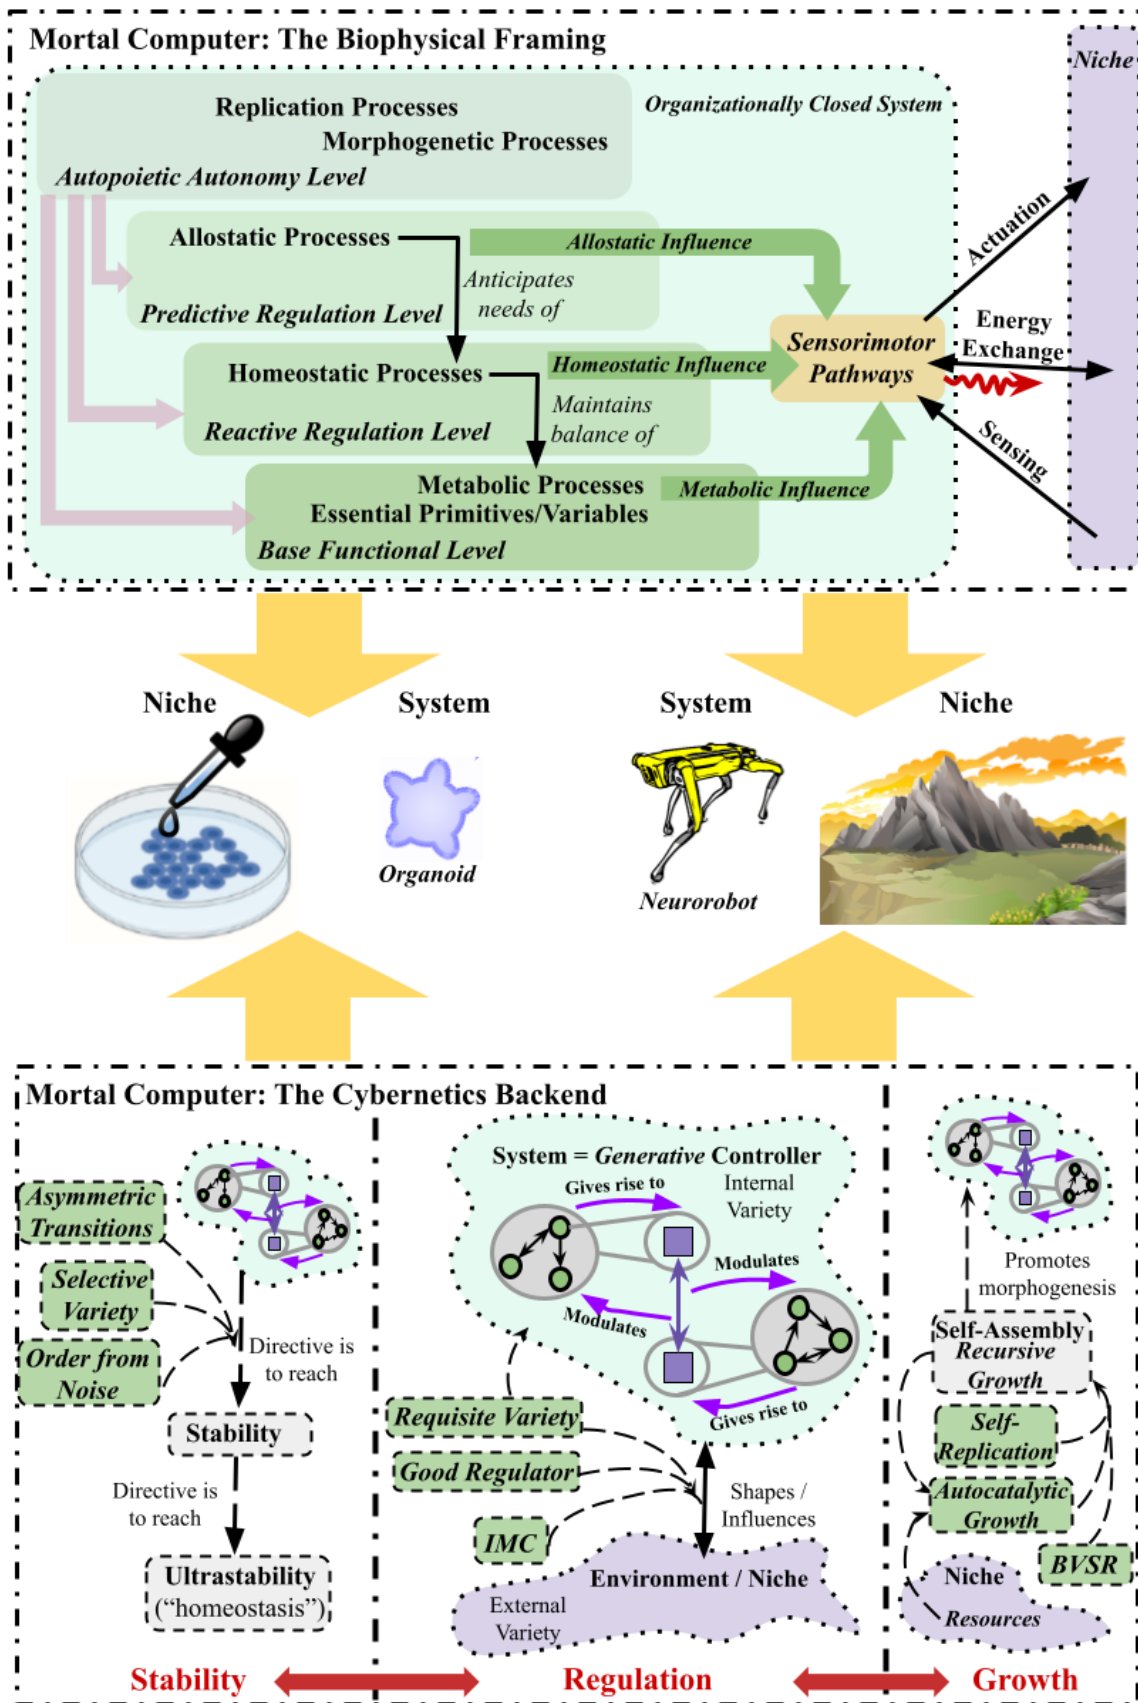 Mortal Computer: The Biophysical Framing
Niche
Organizationally Closed System
Replication Processes
Morphogenetic Processes
Autopoietic Autonomy Level
Allostatic Processes
Allostatic Influence
Anticipates
needs of
Predictive Regulation Level
Actuation
Sensorimotor
Pathways
Energy
Exchange
Homeostatic Processes
Homeostatic Influence
Maintains
balance of
Reactive Regulation Level
Sensing
Metabolic Processes
Metabolic Influence
Essential Primitives/Variables
Base Functional Level
Niche
System
System
Niche
Organoid
Neurorobot
Mortal Computer: The Cybernetics Backend
Asymmetric
Transitions
Selective
Variety
Order from
Noise
Directive is
to reach
Stability
Directive is
to reach
Ultrastability
(“homeostasis”)
Stability
System = Generative Controller
Internal
Variety
Gives rise to
Modulates
Modulates
Gives rise to
Requisite Variety
Good Regulator
IMC
Shapes /
Influences
Environment / Niche
External
Variety
Regulation
Promotes
morphogenesis
Self-Assembly
Recursive
Growth
Self-
Replication
Autocatalytic
Growth
BVSR
Niche
Resources
Growth